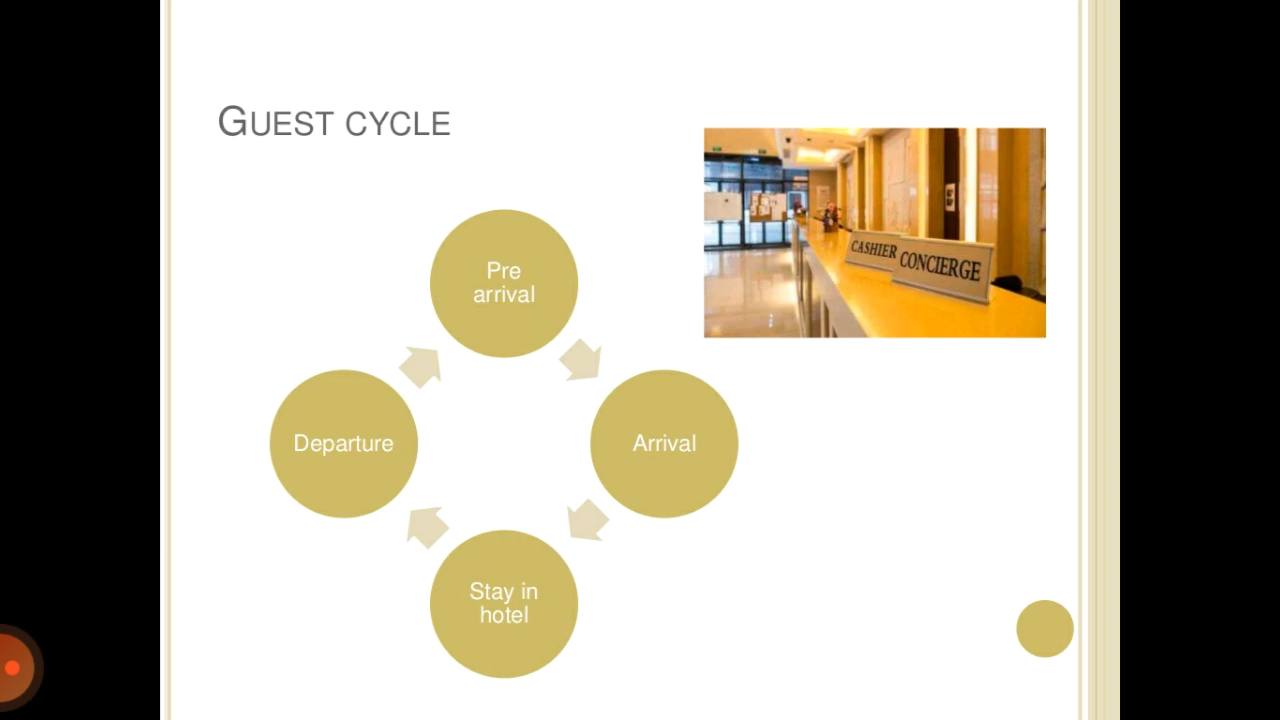 GUEST CYCLE
Pre
arrival
CASHIER
CONCIERGE
Departure
Arrival
Stay in
hotel